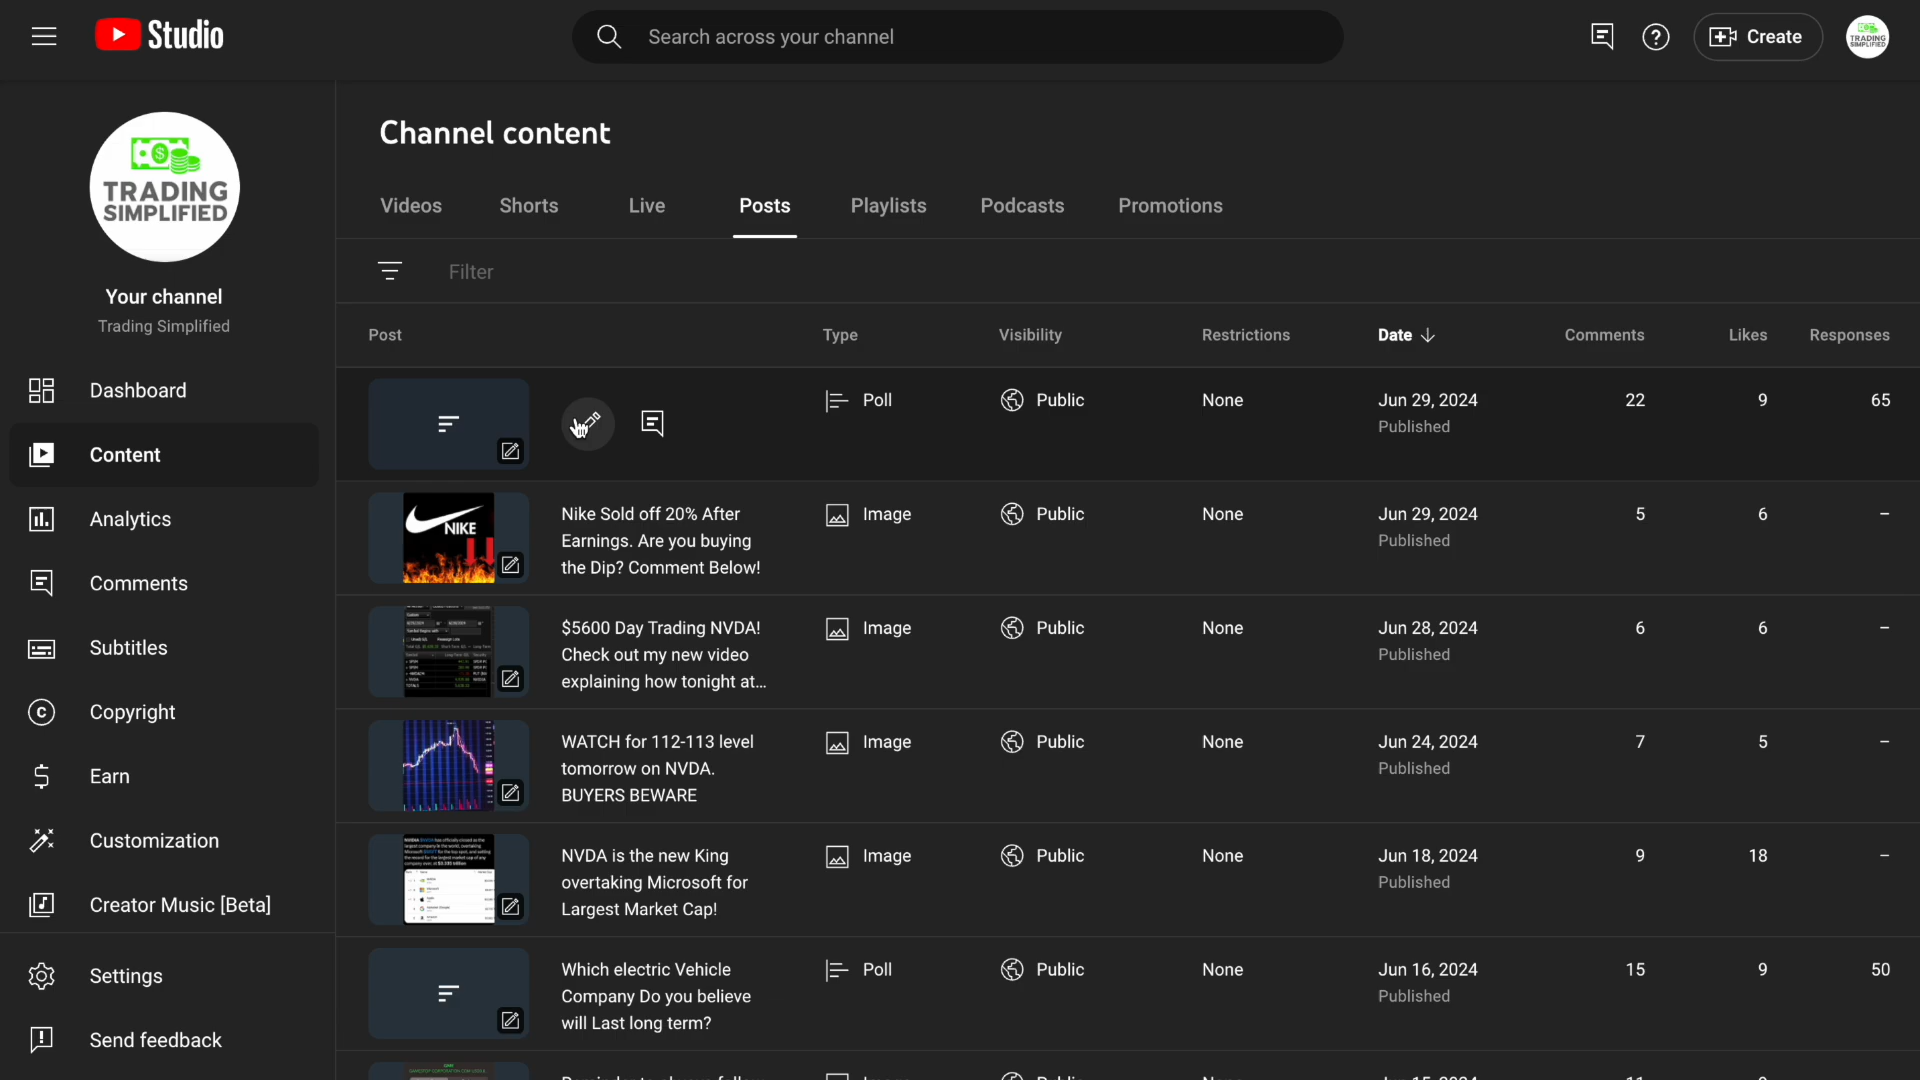 Studio
Search across your channel
Create
TRADING
SIMPLIFIED
TRADING
SIMPLIFIED
Your channel
Trading Simplified
Dashboard
Content
Analytics
Comments
Subtitles
Copyright
Earn
Customization
Creator Music [Beta]
Settings
Send feedback
Channel content
Videos Shorts Live Posts Playlists Podcasts Promotions
Filter
Post Type Visibility Restrictions Date Comments Likes Responses
Poll Public None Jun 29, 2024 22 9 65
Published
NIKE
Nike Sold off 20% After Image Public None Jun 29, 2024 5 6 –
Earnings. Are you buying Published
the Dip? Comment Below!
$5600 Day Trading NVDA! Image Public None Jun 28, 2024 6 6 –
Check out my new video Published
explaining how tonight at...
WATCH for 112-113 level Image Public None Jun 24, 2024 7 5 –
tomorrow on NVDA. Published
BUYERS BEWARE
NVDA is the new King Image Public None Jun 18, 2024 9 18 –
overtaking Microsoft for Published
Largest Market Cap!
Which electric Vehicle Poll Public None Jun 16, 2024 15 9 50
Company Do you believe Published
will Last long term?